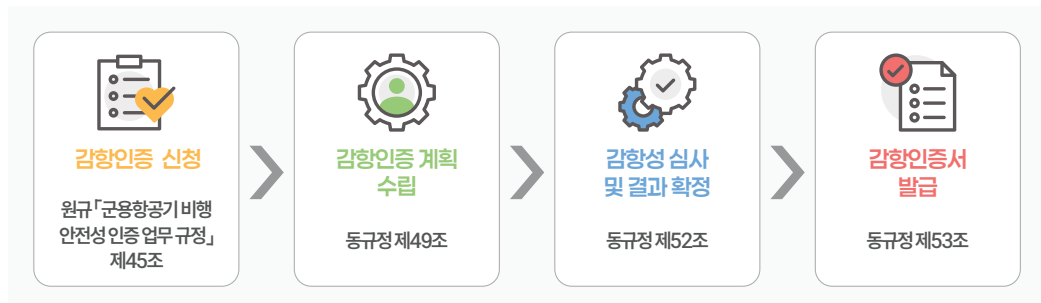 감항인증 신청
원규「군용항공기 비행
안전성 인증 업무 규정」
제45조
감항인증 계획
수립
동규정 제49조
감항성 심사
및 결과 확정
동규정 제52조
감항인증서
발급
동규정 제53조